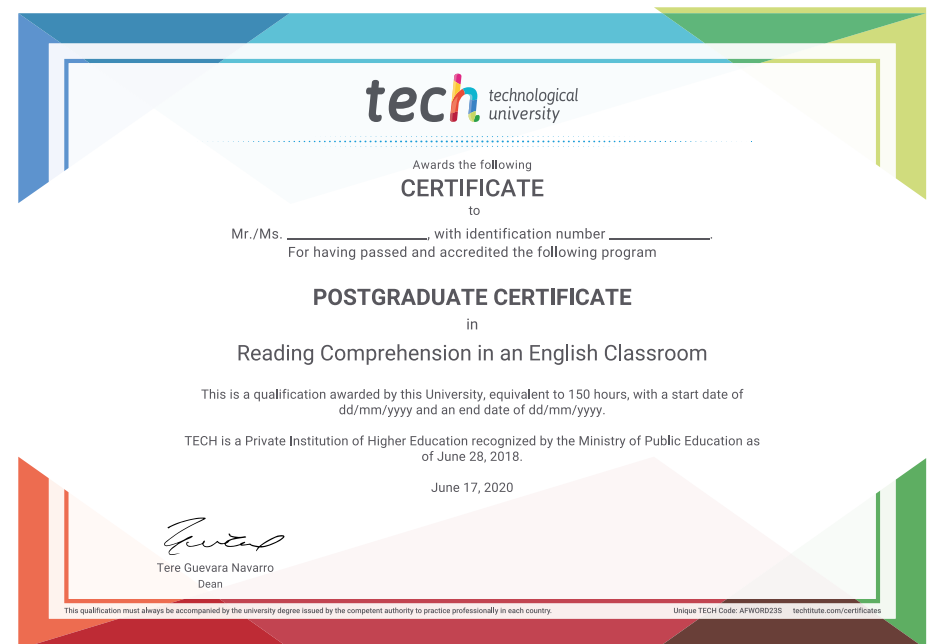 tech technological
university
Awards the following
CERTIFICATE
to
Mr./Ms. ____________________, with identification number ______________.
For having passed and accredited the following program
POSTGRADUATE CERTIFICATE
in
Reading Comprehension in an English Classroom
This is a qualification awarded by this University, equivalent to 150 hours, with a start date of
dd/mm/yyyy and an end date of dd/mm/yyyy.
TECH is a Private Institution of Higher Education recognized by the Ministry of Public Education as
of June 28, 2018.
June 17, 2020
Tere Guevara Navarro
Dean
This qualification must always be accompanied by the university degree issued by the competent authority to practice professionally in each country. Unique TECH Code: AFWORD23S techtitute.com/certificates